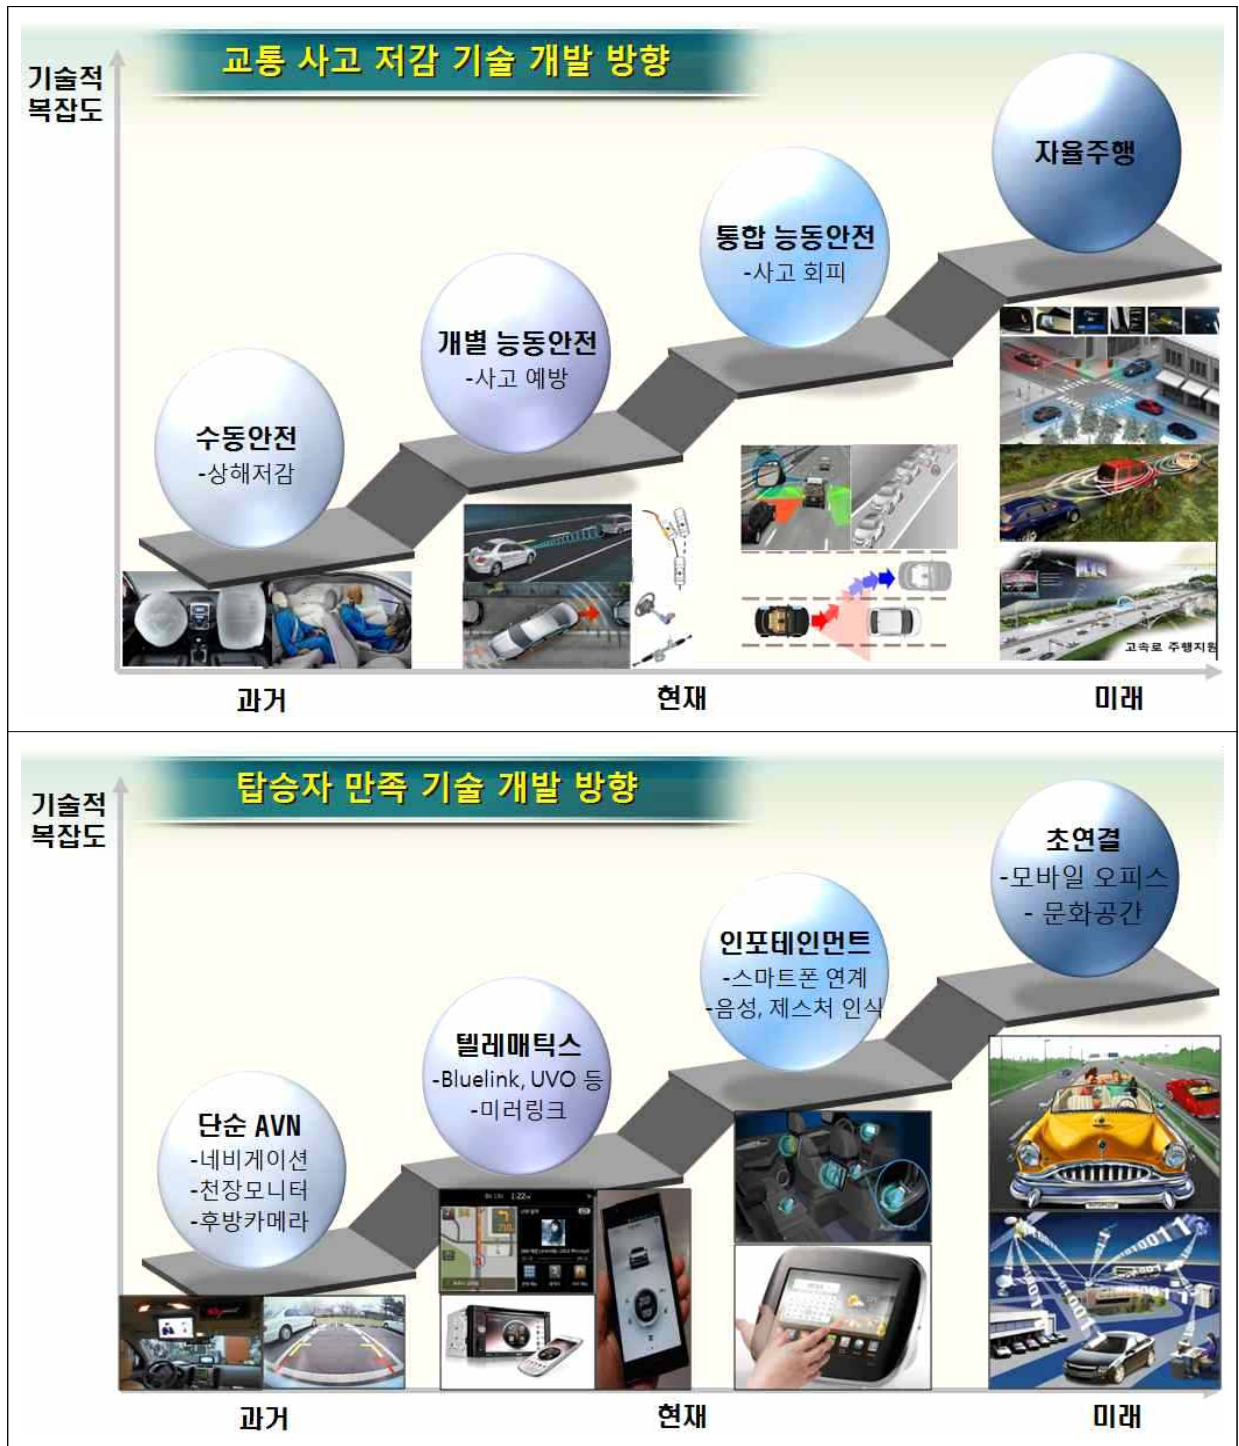 교통 사고 저감 기술 개발 방향
기술적
복잡도
자율주행
통합 능동안전
-사고 회피
개별 능동안전
-사고 예방
수동안전
-상해저감
고속로 주행지원
과거
현재
미래
탑승자 만족 기술 개발 방향
기술적
복잡도
초연결
-모바일 오피스
- 문화공간
인포테인먼트
-스마트폰 연계
-음성, 제스처 인식
텔레매틱스
-Bluelink, UVO 등
-미러링크
단순 AVN
-네비게이션
-천장모니터
-후방카메라
1:22
과거
현재
미래